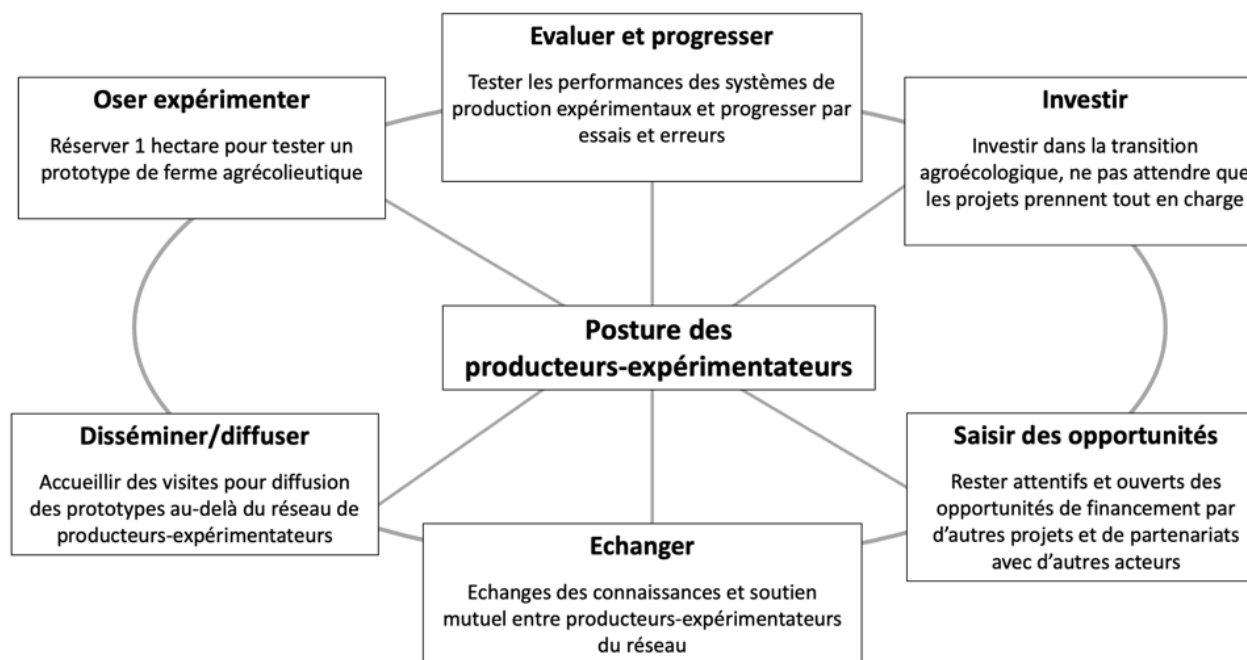 Evaluer et progresser
Tester les performances des systèmes de
production expérimentaux et progresser par
essais et erreurs
Oser expérimenter
Réserver 1 hectare pour tester un
prototype de ferme agrécolieutique
Investir
Investir dans la transition
agroécologique, ne pas attendre que
les projets prennent tout en charge
Posture des
producteurs-expérimentateurs
Disséminer/diffuser
Accueillir des visites pour diffusion
des prototypes au-delà du réseau de
producteurs-expérimentateurs
Saisir des opportunités
Rester attentifs et ouverts des
opportunités de financement par
d'autres projets et de partenariats
avec d'autres acteurs
Echanger
Echanges des connaissances et soutien
mutuel entre producteurs-expérimentateurs
du réseau